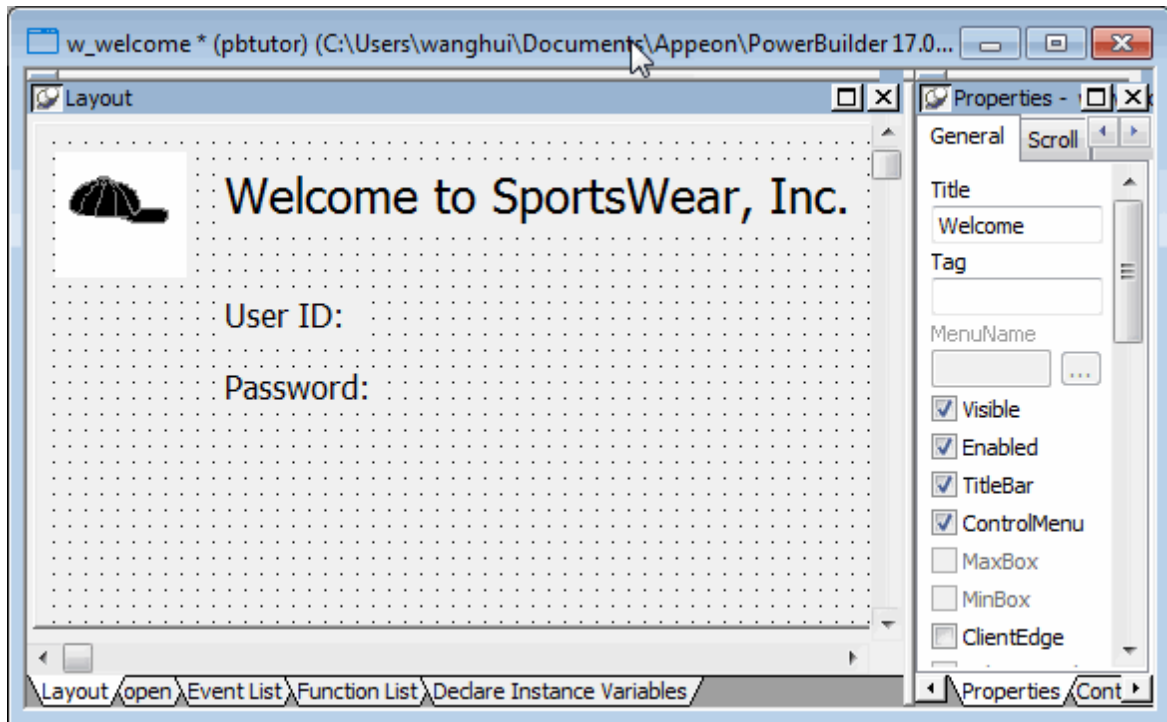 w_welcome * (pbtutor) (C:\Users\wanghui\Documents\Appeon\PowerBuilder 17.0...
Layout
Properties -
General Scroll
Welcome to SportsWear, Inc.
User ID:
Password:
Title
Welcome
Tag
MenuName
...
Visible
Enabled
TitleBar
ControlMenu
MaxBox
MinBox
ClientEdge
Layout open Event List Function List Declare Instance Variables
Properties Cont